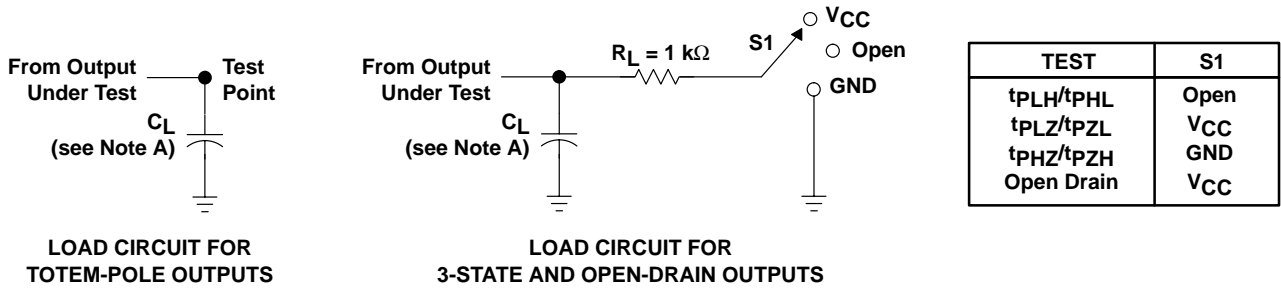 From Output
Under Test
Test
Point
CL
(see Note A)
LOAD CIRCUIT FOR
TOTEM-POLE OUTPUTS
From Output
Under Test
RL = 1 kΩ
S1
VCC
Open
GND
CL
(see Note A)
LOAD CIRCUIT FOR
3-STATE AND OPEN-DRAIN OUTPUTS
TEST S1
tPLH/tPHL Open
tPLZ/tPZL VCC
tPHZ/tPZH GND
Open Drain VCC